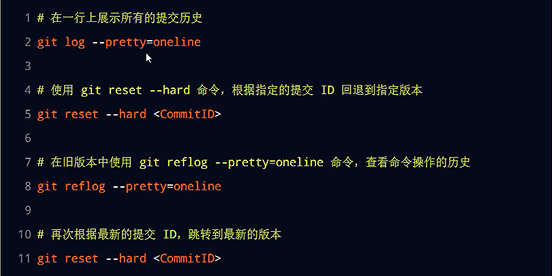 1 # 在一行上展示所有的提交历史
2 git log --pretty=oneline
3
4 # 使用 git reset --hard 命令，根据指定的提交 ID 回退到指定版本
5 git reset --hard <CommitID>
6
7 # 在旧版本中使用 git reflog --pretty=oneline 命令，查看命令操作的历史
8 git reflog --pretty=oneline
9
10 # 再次根据最新的提交 ID，跳转到最新的版本
11 git reset --hard <CommitID>